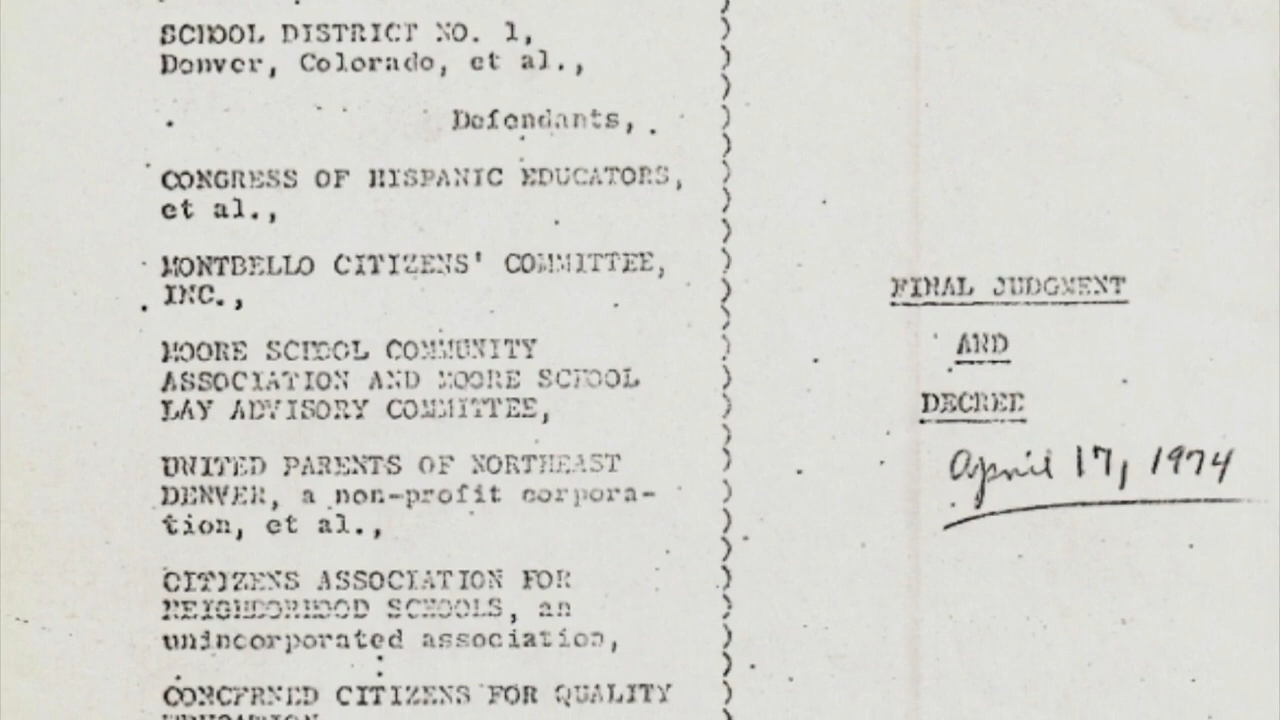 SCHOOL DISTRICT NO. 1,
Denver, Colorado, et al.,
Defendants,
CONGRESS OF HISPANIC EDUCATORS,
et al.,
MONTBELLO CITIZENS' COMMITTEE,
INC.,
MOORE SCHOOL COMMUNITY
ASSOCIATION AND MOORE SCHOOL
LAY ADVISORY COMMITTEE,
UNITED PARENTS OF NORTHEAST
DENVER, a non-profit corpora-
tion, et al.,
CITIZENS ASSOCIATION FOR
NEIGHBORHOOD SCHOOLS, an
unincorporated association,
CONCERNED CITIZENS FOR QUALITY
EDUCATION
FINAL JUDGMENT
AND
DECREE
April 17, 1974